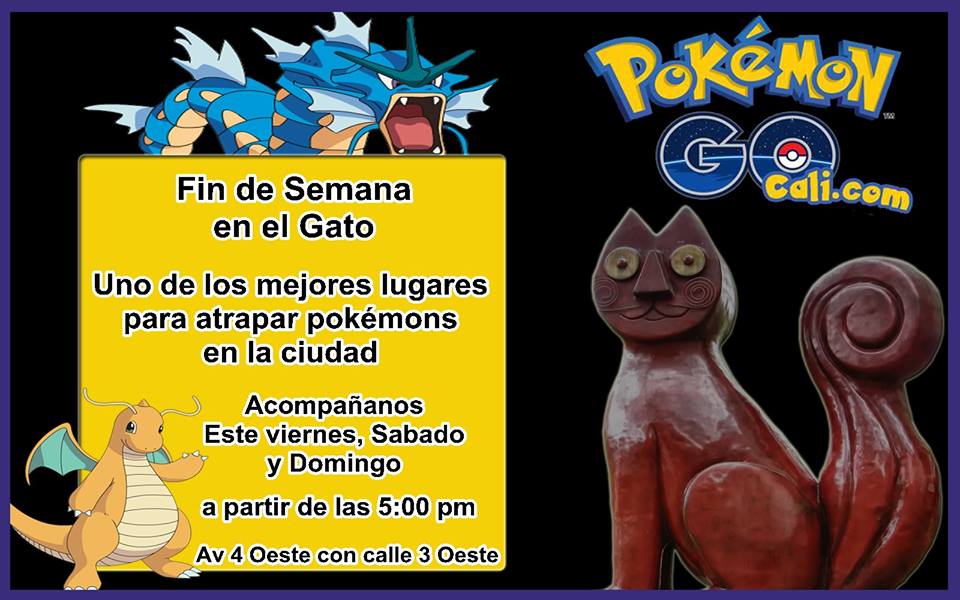 Fin de Semana
en el Gato
Uno de los mejores lugares
para atrapar pokémons
en la ciudad
Acompañanos
Este viernes, Sabado
y Domingo
a partir de las 5:00 pm
Av 4 Oeste con calle 3 Oeste
POKéMON
TM
GO
cali.com